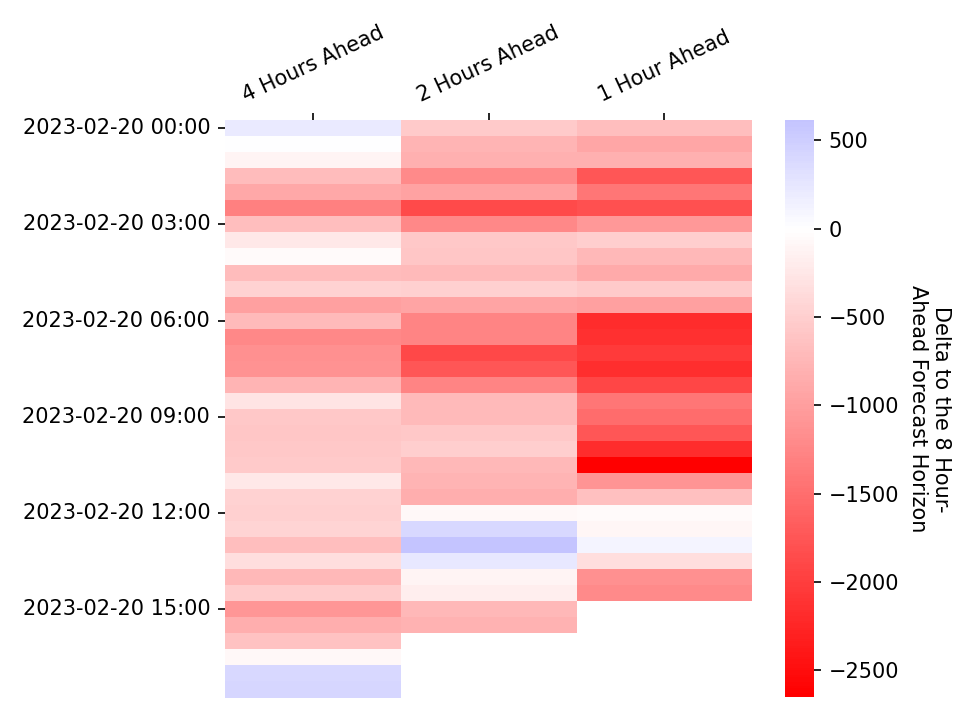 4 Hours Ahead
2 Hours Ahead
1 Hour Ahead
2023-02-20 00:00
2023-02-20 03:00
2023-02-20 06:00
2023-02-20 09:00
2023-02-20 12:00
2023-02-20 15:00
500
0
−500
−1000
−1500
−2000
−2500
Delta to the 8 Hour-
Ahead Forecast Horizon